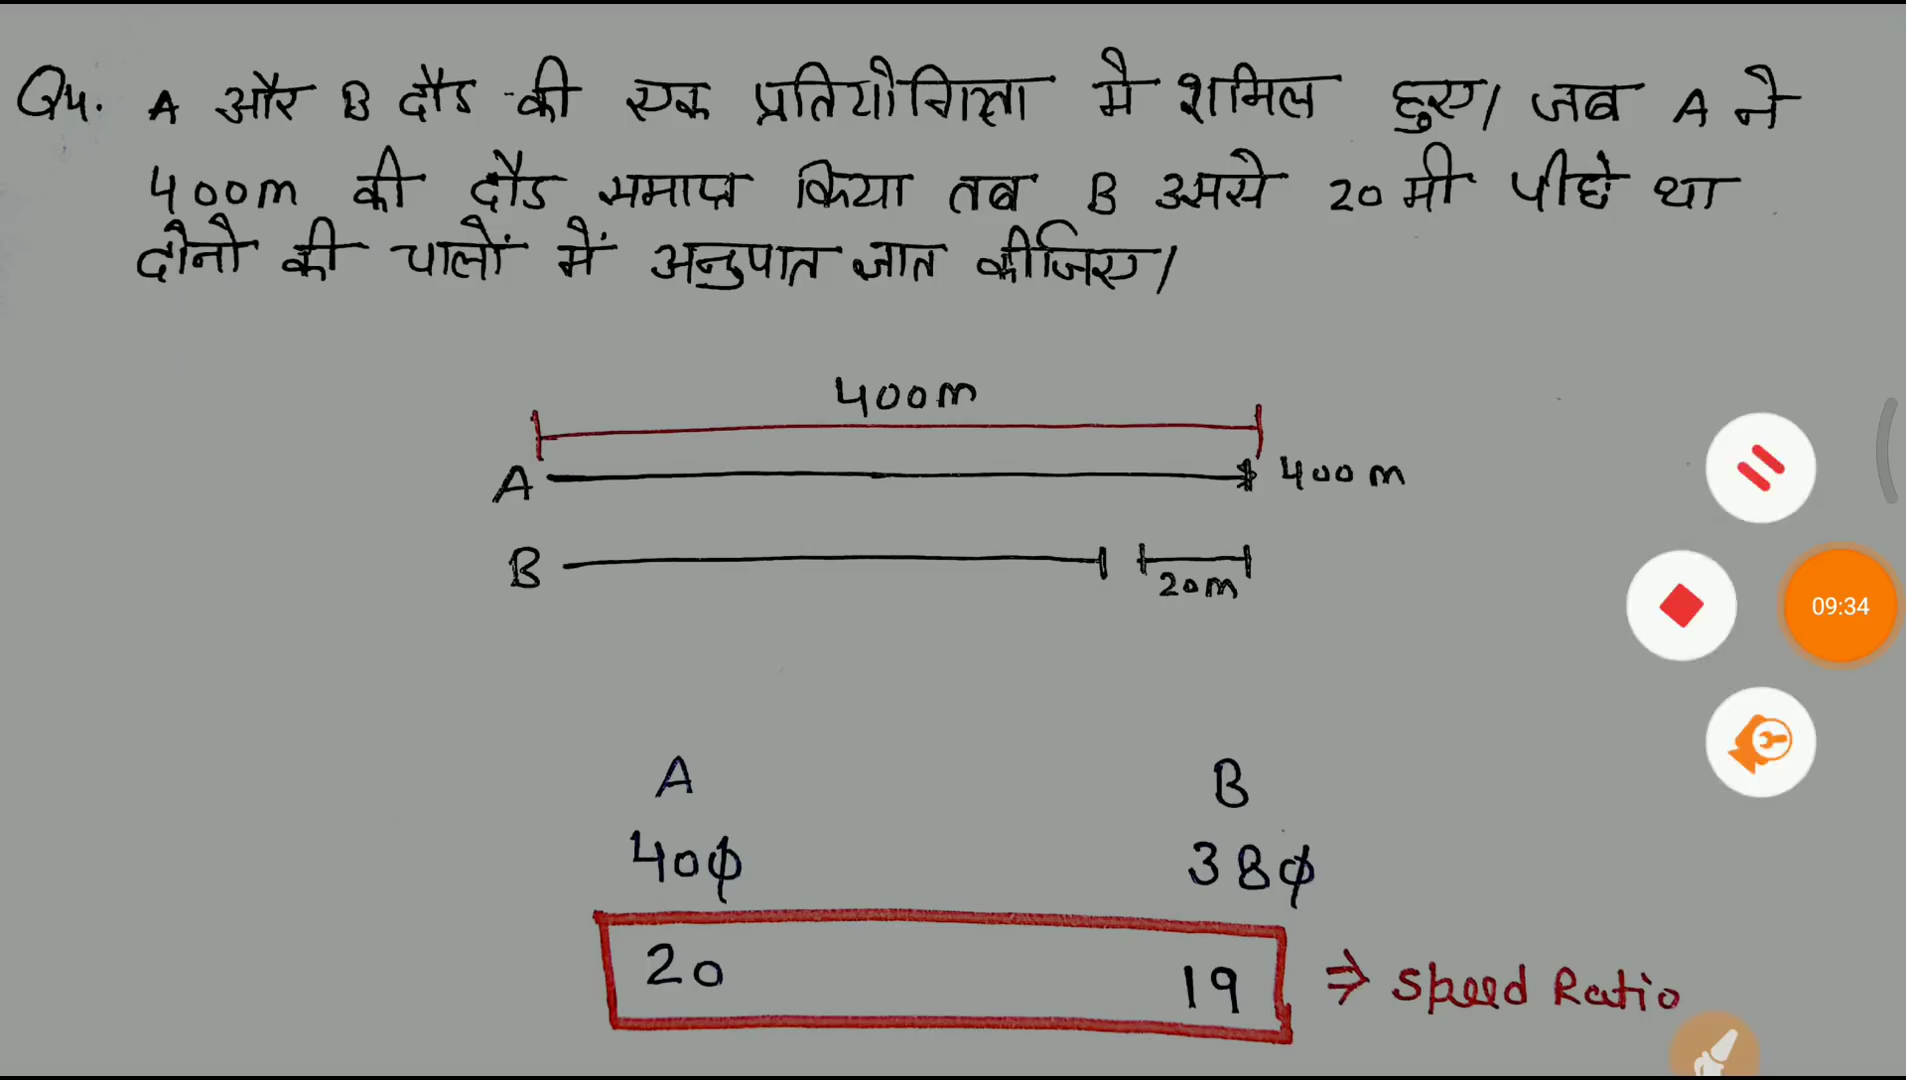 Q4. A और B दौड की एक प्रतियोगिता मे शामिल हुए। जब A ने
400m की दौड समाप्त किया तब B उससे 20 मी पीछे था
दोनो की चालों में अनुपात ज्ञात कीजिए।
400m
A 400 m
B 20m
A B
400 380
20 19 ⇒ Speed Ratio
09:34